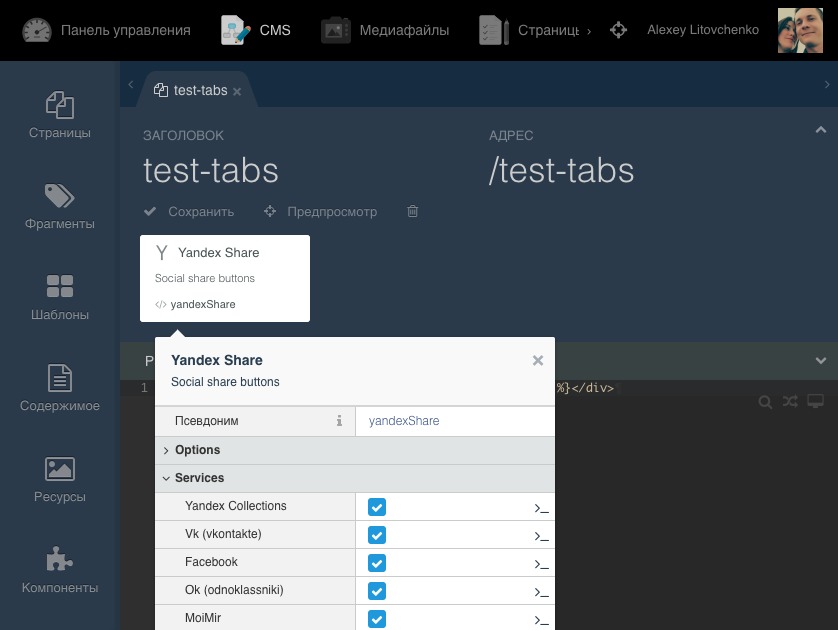 Панель управления
CMS
Медиафайлы
Страниць
Alexey Litovchenko
test-tabs
Страницы
Фрагменты
Шаблоны
Содержимое
Ресурсы
Компоненты
ЗАГОЛОВОК
АДРЕС
test-tabs
/test-tabs
Сохранить
Предпросмотр
Yandex Share
Social share buttons
</> yandexShare
Р
1
%}</div>
Yandex Share
Social share buttons
Псевдоним
yandexShare
Options
Services
Yandex Collections
Vk (vkontakte)
Facebook
Ok (odnoklassniki)
MoiMir